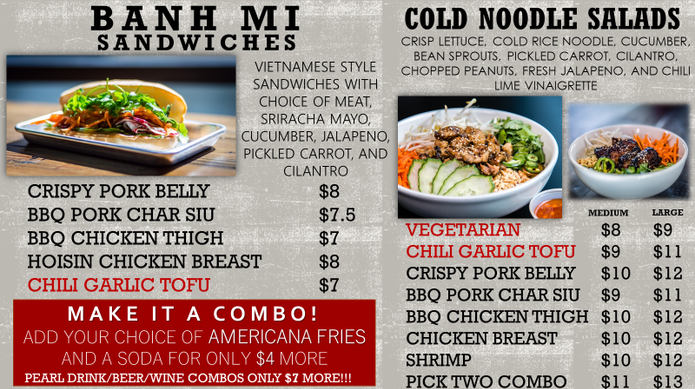 BANH MI
SANDWICHES
VIETNAMESE STYLE
SANDWICHES WITH
CHOICE OF MEAT,
SRIRACHA MAYO,
CUCUMBER, JALAPENO,
PICKLED CARROT, AND
CILANTRO
CRISPY PORK BELLY $8
BBQ PORK CHAR SIU $7.5
BBQ CHICKEN THIGH $7
HOISIN CHICKEN BREAST $8
CHILI GARLIC TOFU $7
MAKE IT A COMBO!
ADD YOUR CHOICE OF AMERICANA FRIES
AND A SODA FOR ONLY $4 MORE
PEARL DRINK/BEER/WINE COMBOS ONLY $7 MORE!!!
COLD NOODLE SALADS
CRISP LETTUCE, COLD RICE NOODLE, CUCUMBER,
BEAN SPROUTS, PICKLED CARROT, CILANTRO,
CHOPPED PEANUTS, FRESH JALAPENO, AND CHILI
LIME VINAIGRETTE
MEDIUM LARGE
VEGETARIAN $8 $9
CHILI GARLIC TOFU $9 $11
CRISPY PORK BELLY $10 $12
BBQ PORK CHAR SIU $9 $11
BBQ CHICKEN THIGH $10 $12
CHICKEN BREAST $10 $12
SHRIMP $10 $12
PICK TWO COMBO $11 $13